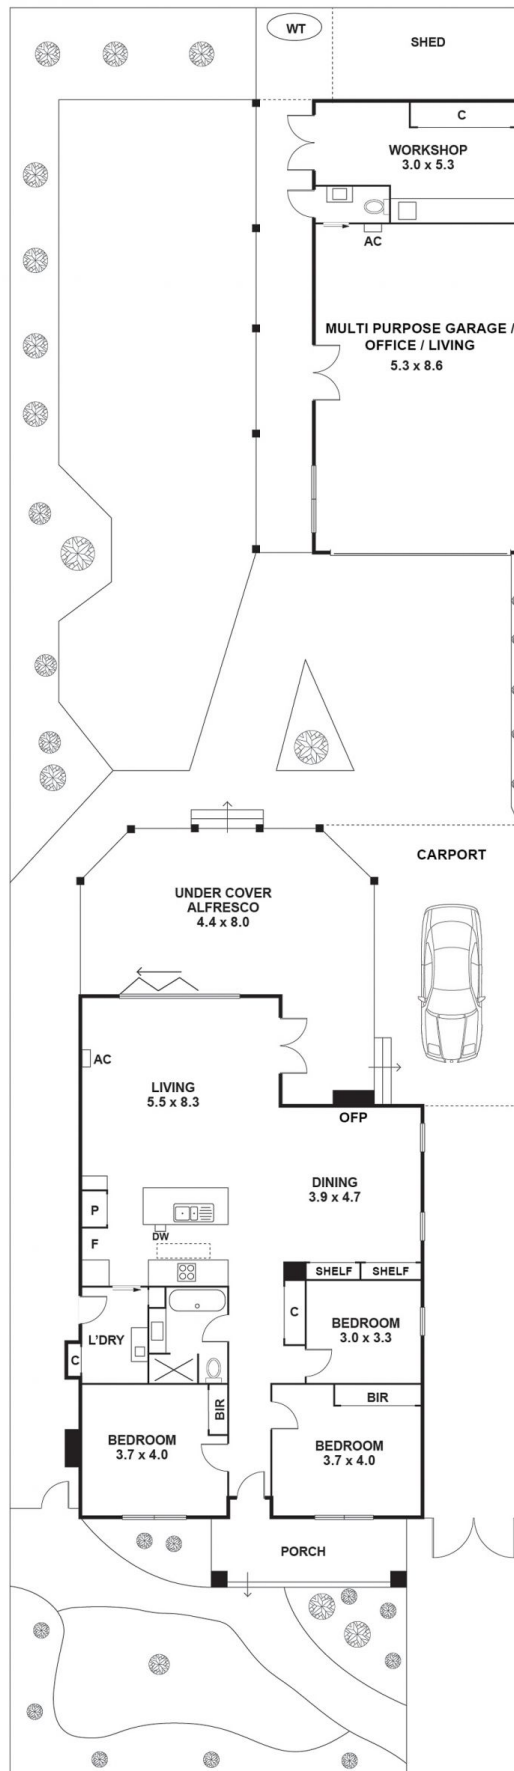 WT
SHED
C
WORKSHOP
3.0 x 5.3
AC
MULTI PURPOSE GARAGE /
OFFICE / LIVING
5.3 x 8.6
CARPORT
UNDER COVER
ALFRESCO
4.4 x 8.0
AC
LIVING
5.5 x 8.3
OFP
DINING
3.9 x 4.7
P
DW
F
SHELF SHELF
C
BEDROOM
3.0 x 3.3
L'DRY
C
BIR
BIR
BEDROOM
3.7 x 4.0
BEDROOM
3.7 x 4.0
PORCH